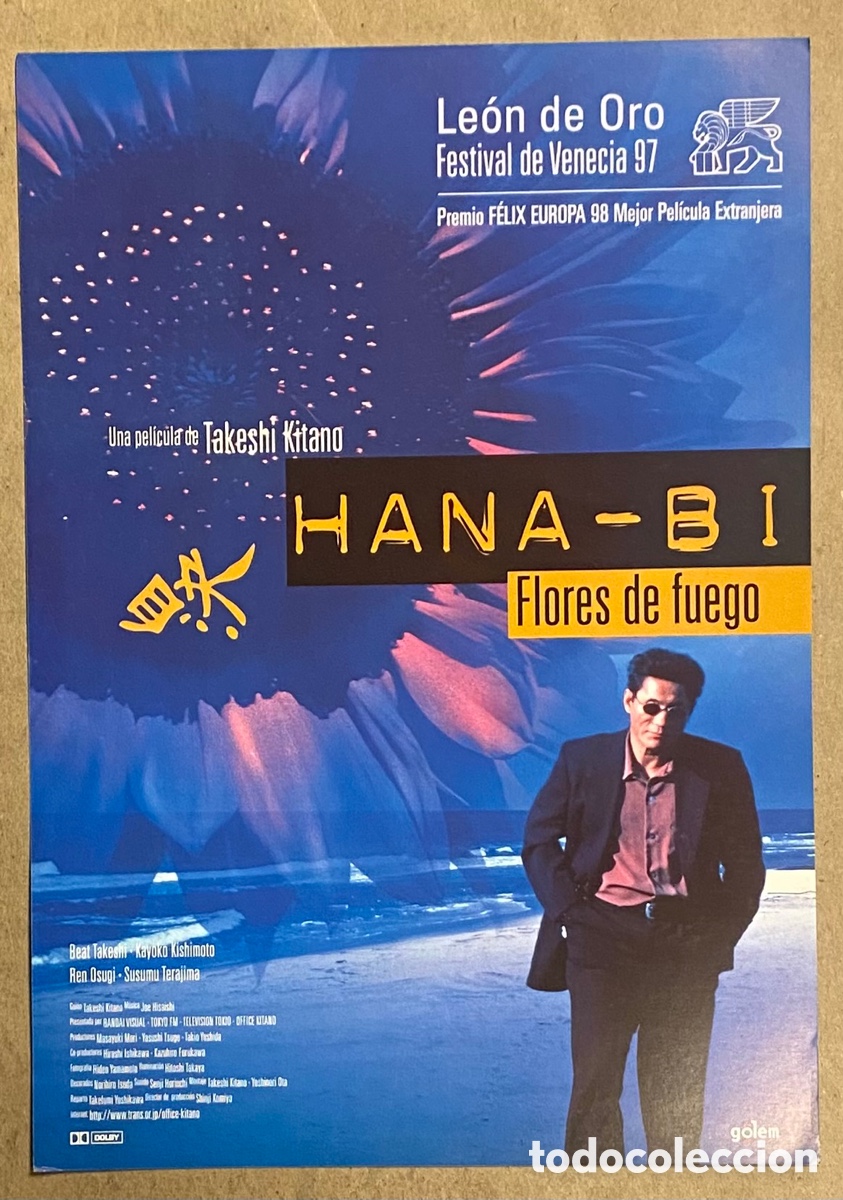 León de Oro
Festival de Venecia 97
Premio FÉLIX EUROPA 98 Mejor Película Extranjera
Una película de Takeshi Kitano
HANA-BI
Flores de fuego
Beat Takeshi · Kayoko Kishimoto
Ren Osugi · Susumu Terajima
Guión Takeshi Kitano Música Joe Hisaishi
Presentada por BANDAI VISUAL · TOKYO FM · TELEVISION TOKIO · OFFICE KITANO
Productores Masayuki Mori · Yasushi Tsuge · Takio Yoshida
Co-productores Hiroshi Ishikawa · Kazuhiro Furukawa
Fotografía Hideo Yamamoto Iluminación Hitoshi Takaya
Decorados Norihiro Isoda Sonido Senji Horiuchi Montaje Takeshi Kitano · Yoshinori Ota
Reparto Takefumi Yoshikawa Director de producción Shinji Komiya
Internet http://www.trans.or.jp/office-kitano
DOLBY
golem
todocoleccion